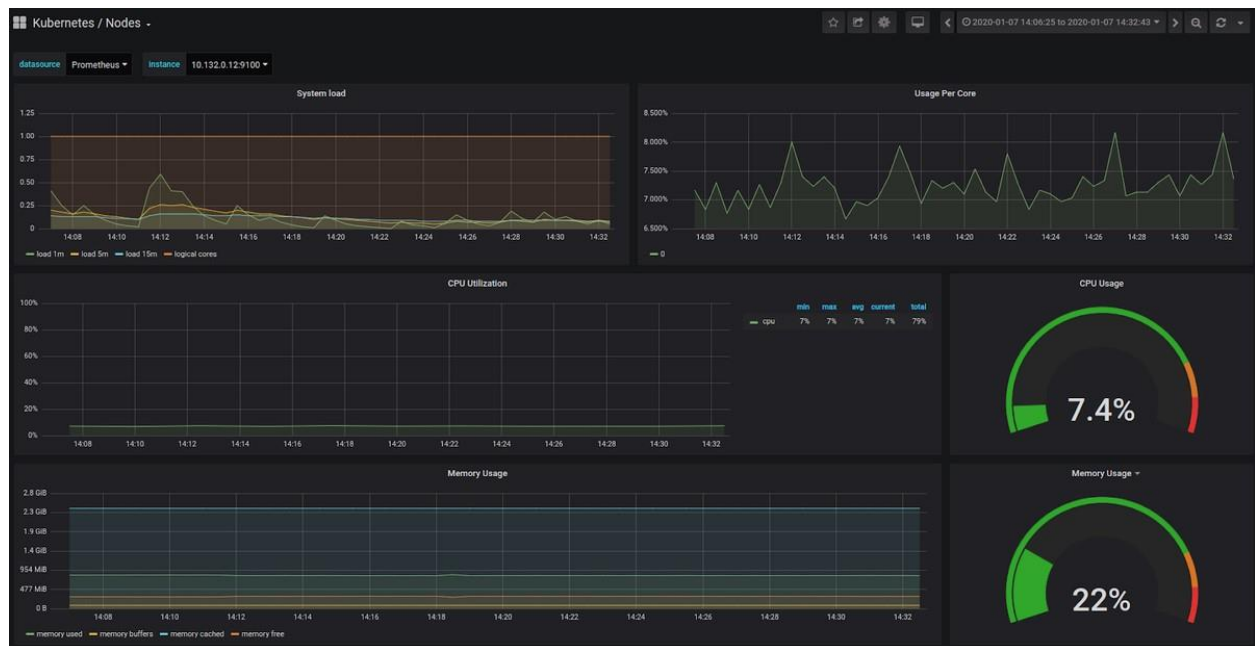 Kubernetes / Nodes
2020-01-07 14:06:25 to 2020-01-07 14:32:43
datasource Prometheus instance 10.132.0.12:9100
System load
1.25
1.00
0.75
0.50
0.25
0
14:08 14:10 14:12 14:14 14:16 14:18 14:20 14:22 14:24 14:26 14:28 14:30 14:32
load 1m load 5m load 15m logical cores
Usage Per Core
8.500%
8.000%
7.500%
7.000%
6.500%
14:08 14:10 14:12 14:14 14:16 14:18 14:20 14:22 14:24 14:26 14:28 14:30 14:32
0
CPU Utilization
100%
80%
60%
40%
20%
0%
14:08 14:10 14:12 14:14 14:16 14:18 14:20 14:22 14:24 14:26 14:28 14:30 14:32
min max avg current total
cpu 7% 7% 7% 7% 79%
CPU Usage
7.4%
Memory Usage
2.8 GiB
2.3 GiB
1.9 GiB
1.4 GiB
954 MiB
477 MiB
0 B
14:08 14:10 14:12 14:14 14:16 14:18 14:20 14:22 14:24 14:26 14:28 14:30 14:32
memory used memory buffers memory cached memory free
Memory Usage
22%